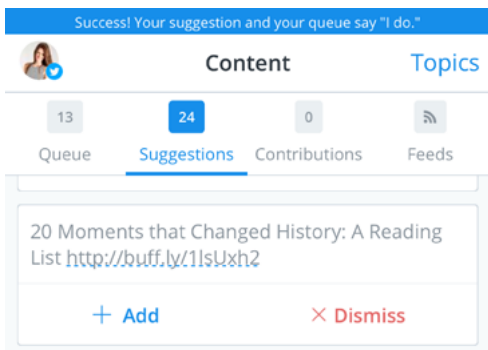 Success! Your suggestion and your queue say "I do."
Content
Topics
13
24
0
Queue
Suggestions
Contributions
Feeds
20 Moments that Changed History: A Reading
List http://buff.ly/1lsUxh2
+ Add
× Dismiss